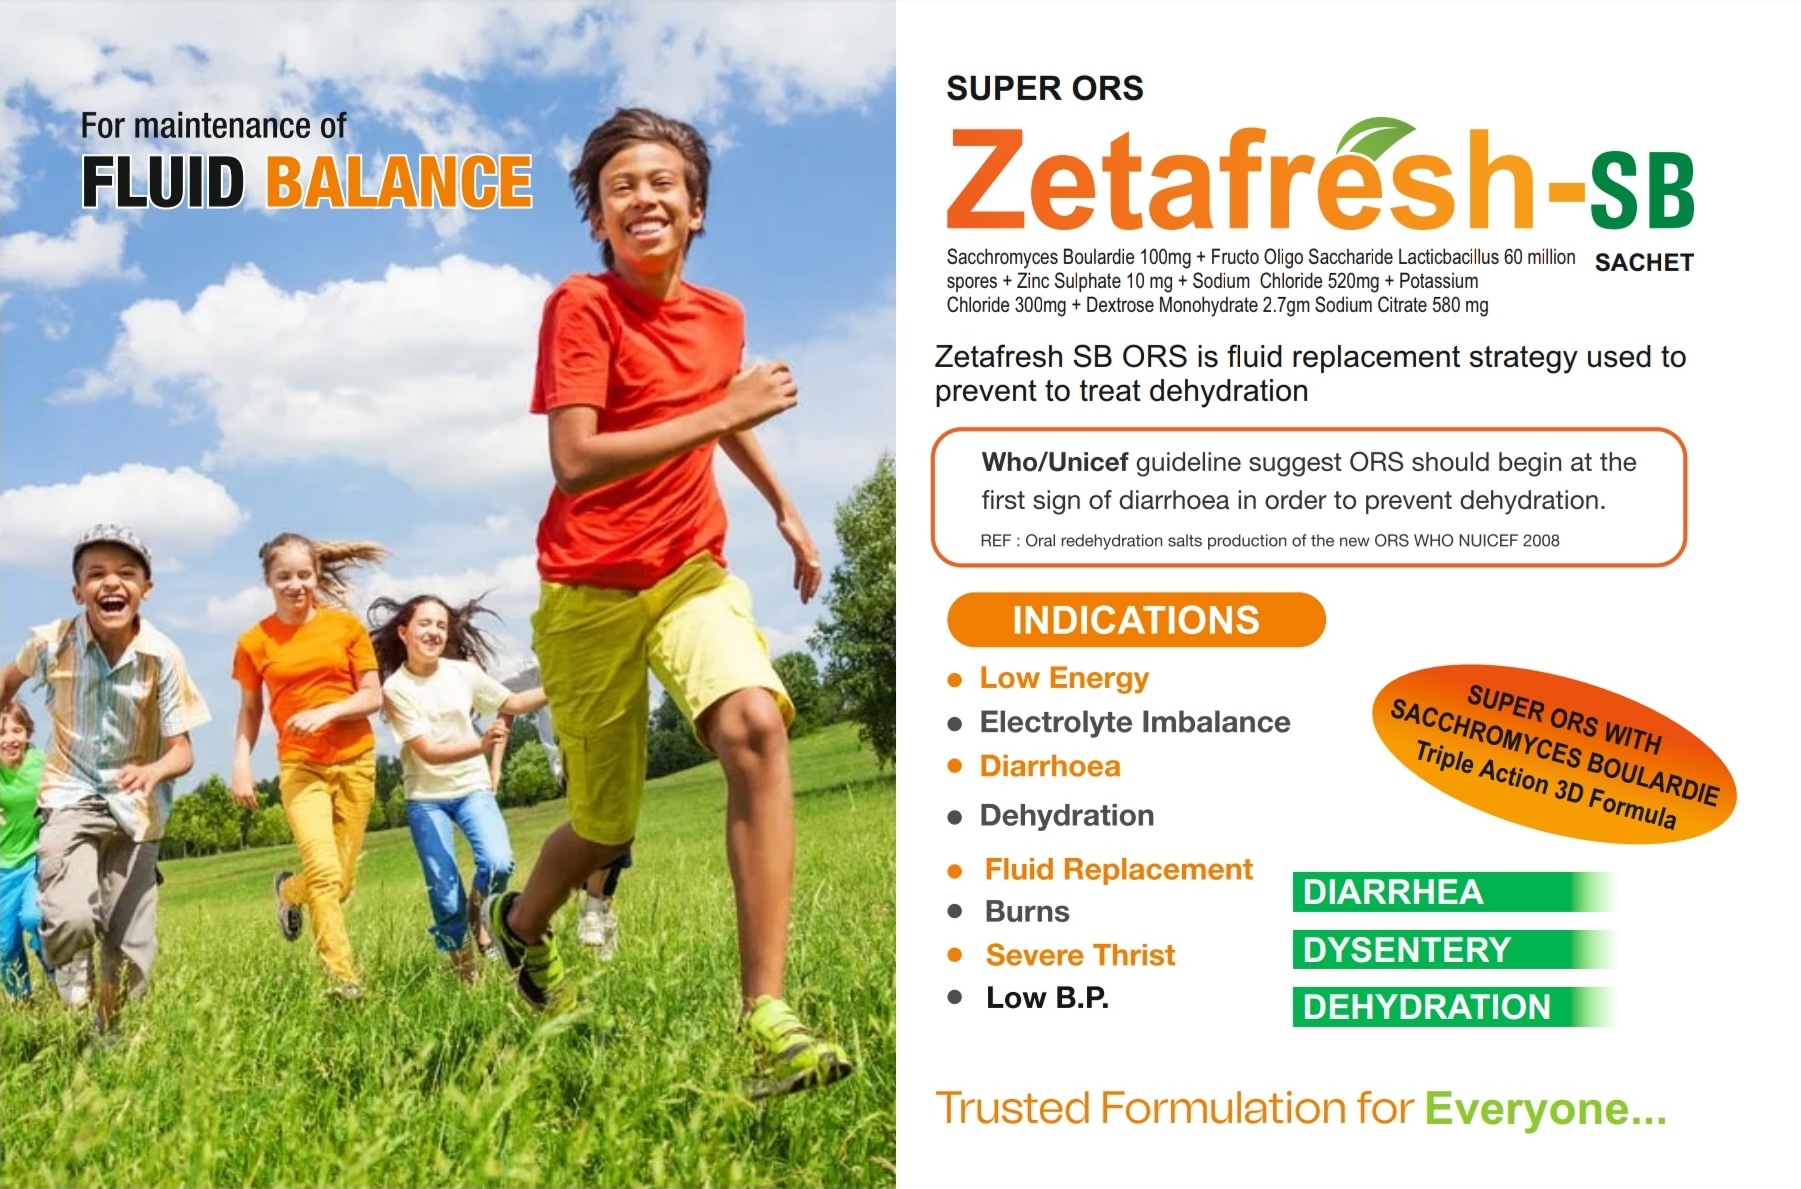 For maintenance of
FLUID BALANCE
SUPER ORS
Zetafresh-SB
Sacchromyces Boulardie 100mg + Fructo Oligo Saccharide Lacticbacillus 60 million
spores + Zinc Sulphate 10 mg + Sodium Chloride 520mg + Potassium
Chloride 300mg + Dextrose Monohydrate 2.7gm Sodium Citrate 580 mg
SACHET
Zetafresh SB ORS is fluid replacement strategy used to
prevent to treat dehydration
Who/Unicef guideline suggest ORS should begin at the
first sign of diarrhoea in order to prevent dehydration.
REF : Oral redehydration salts production of the new ORS WHO NUICEF 2008
INDICATIONS
• Low Energy
• Electrolyte Imbalance
• Diarrhoea
• Dehydration
• Fluid Replacement
• Burns
• Severe Thrist
• Low B.P.
SUPER ORS WITH
SACCHROMYCES BOULARDIE
Triple Action 3D Formula
DIARRHEA
DYSENTERY
DEHYDRATION
Trusted Formulation for Everyone...